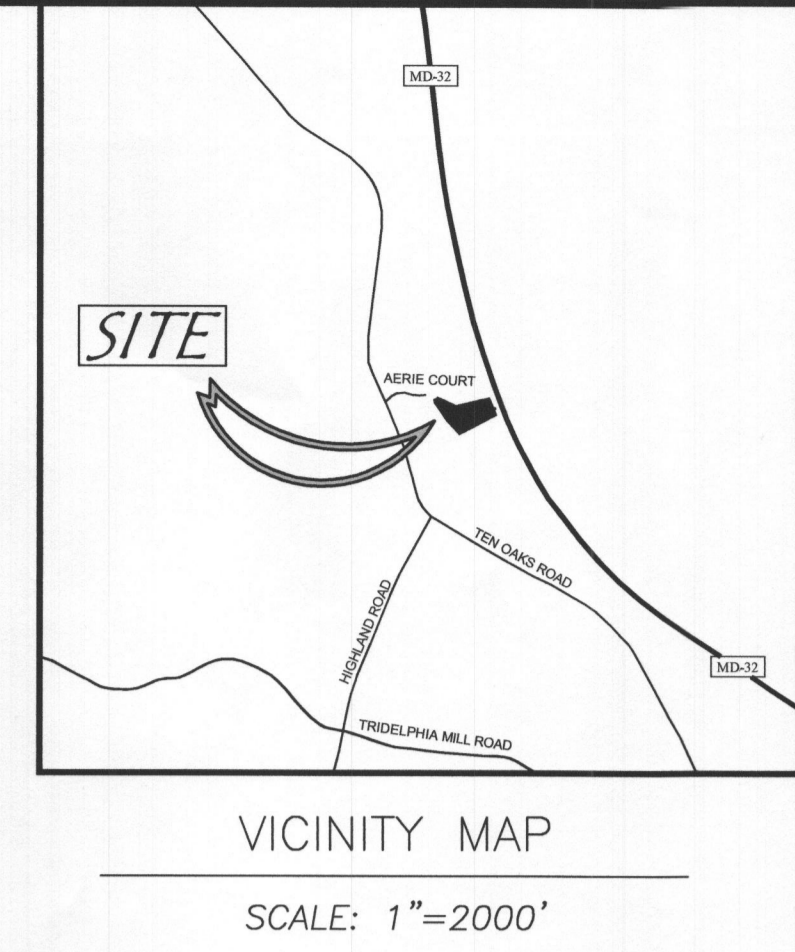 MD-32
SITE
AERIE COURT
TEN OAKS ROAD
HIGHLAND ROAD
MD-32
TRIDELPHIA MILL ROAD
VICINITY MAP
SCALE: 1"=2000'